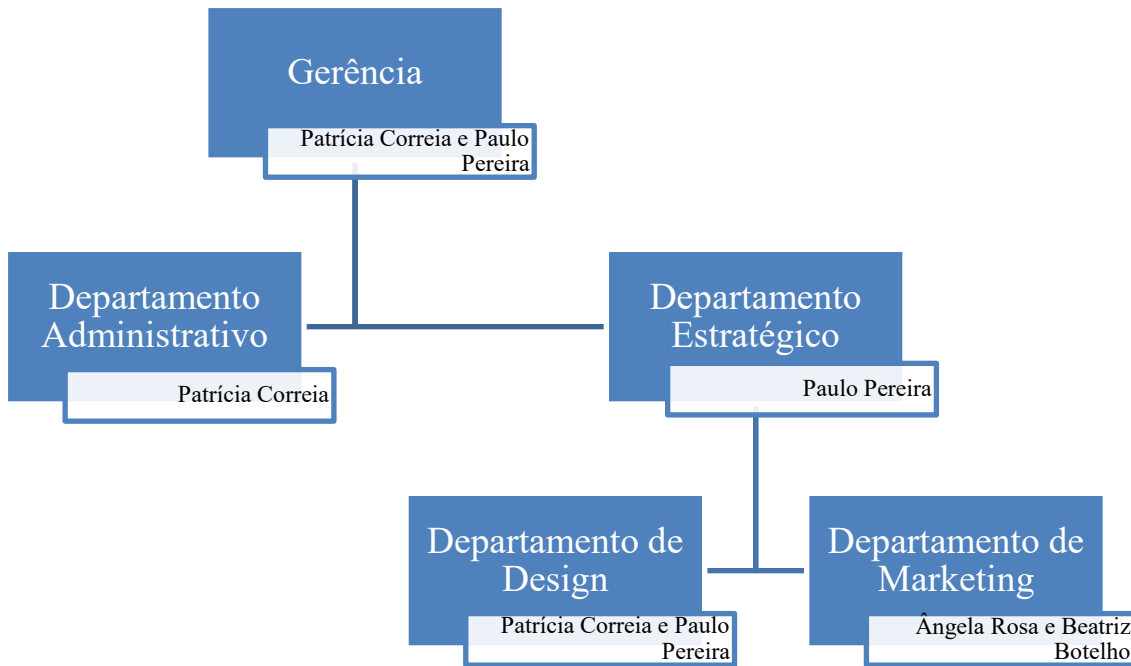 Gerência
Patrícia Correia e Paulo
Pereira
Departamento
Administrativo
Patrícia Correia
Departamento
Estratégico
Paulo Pereira
Departamento de
Design
Patrícia Correia e Paulo
Pereira
Departamento de
Marketing
Ângela Rosa e Beatriz
Botelho